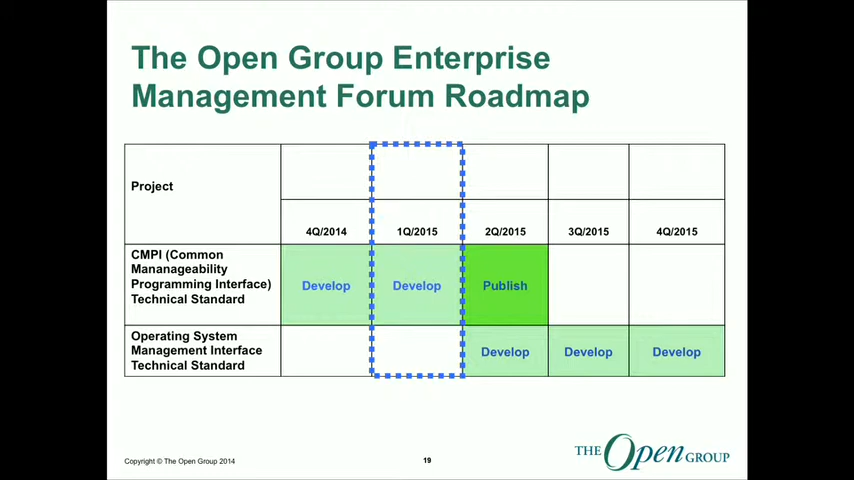 The Open Group Enterprise
Management Forum Roadmap
Project
4Q/2014 1Q/2015 2Q/2015 3Q/2015 4Q/2015
CMPI (Common
Mananageability
Programming Interface)
Technical Standard
Develop Develop Publish
Operating System
Management Interface
Technical Standard
Develop Develop Develop
Copyright © The Open Group 2014
19
THE Open GROUP